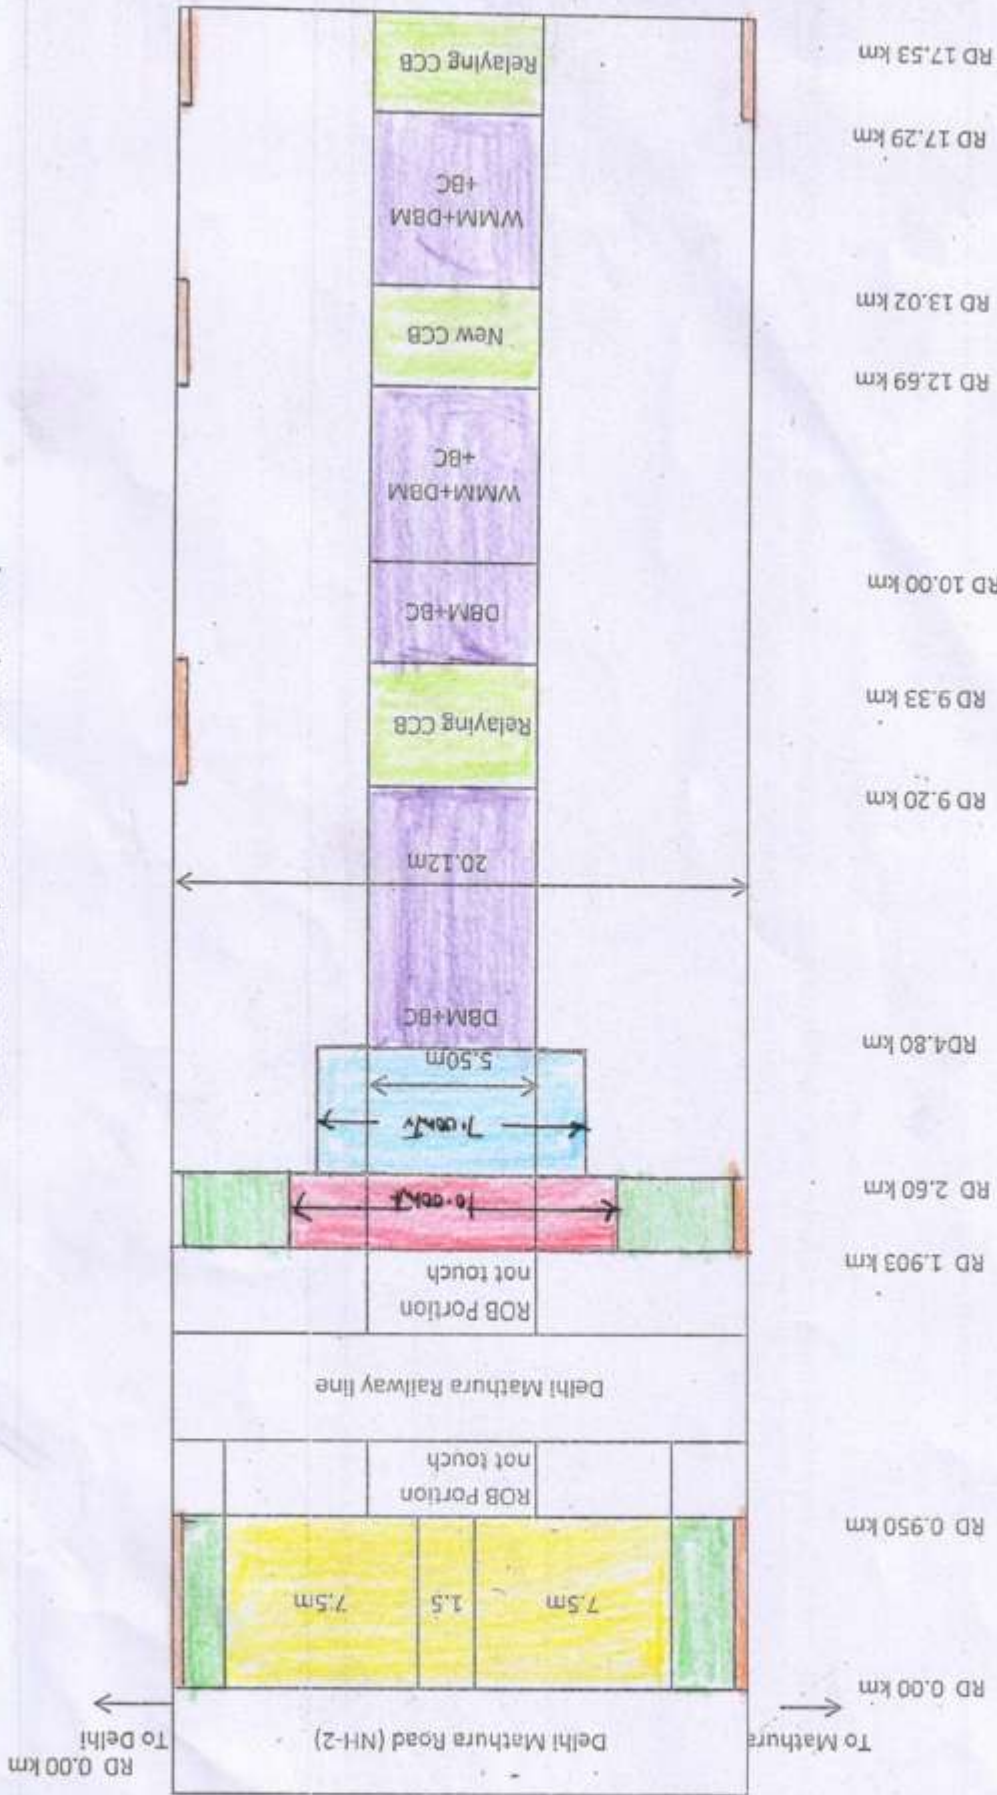 RD 0.00 km
To Mathura
Delhi Mathura Road (NH-2)
To Delhi
RD 0.00 km
7.5m
1.5
7.5m
RD 0.950 km
ROB Portion
not touch
Delhi Mathura Railway line
ROB Portion
not touch
RD 1.903 km
10.00m
RD 2.60 km
7.00m
5.50m
RD4.80 km
DBM+BC
20.12m
RD 9.20 km
Relaying CCB
RD 9.33 km
DBM+BC
RD 10.00 km
WMM+DBM
+BC
RD 12.69 km
New CCB
RD 13.02 km
WMM+DBM
+BC
RD 17.29 km
Relaying CCB
RD 17.53 km